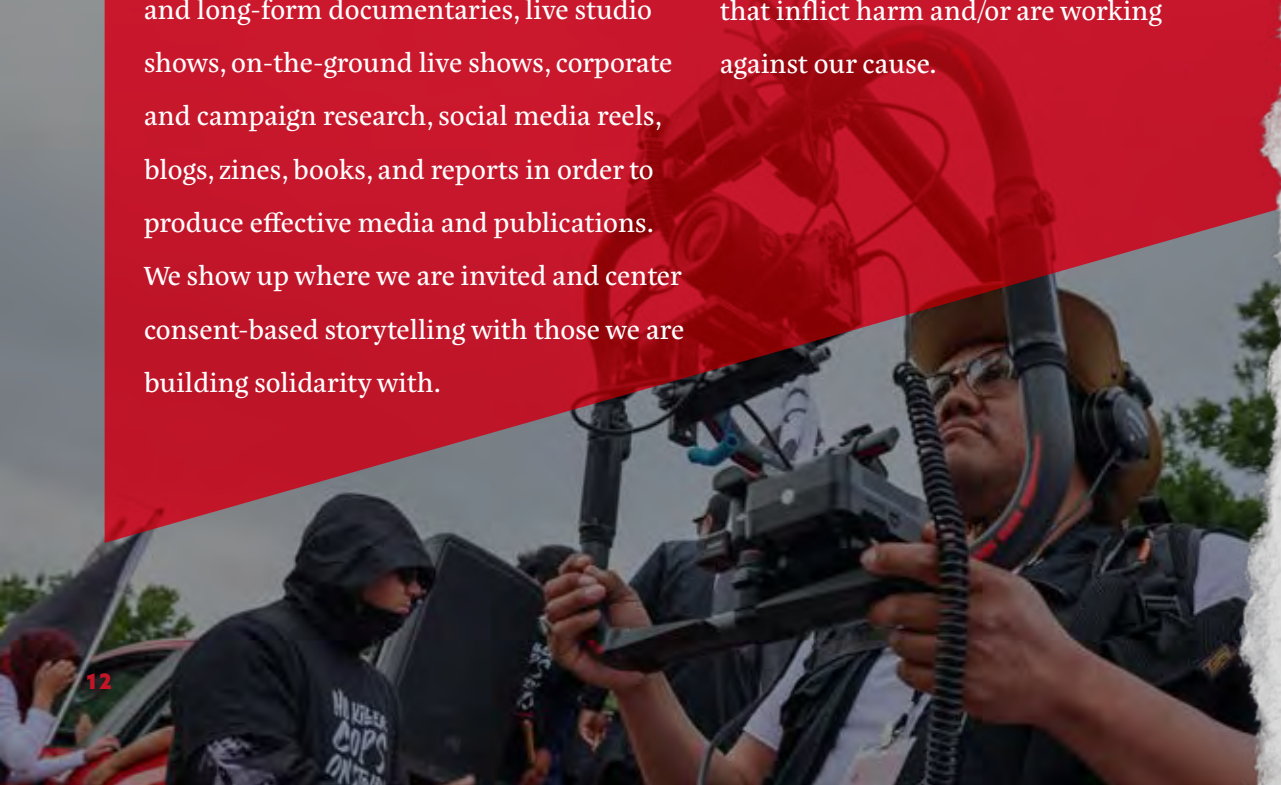 and long-form documentaries, live studio
shows, on-the-ground live shows, corporate
and campaign research, social media reels,
blogs, zines, books, and reports in order to
produce effective media and publications.
We show up where we are invited and center
consent-based storytelling with those we are
building solidarity with.
that inflict harm and/or are working
against our cause.
COPS
12